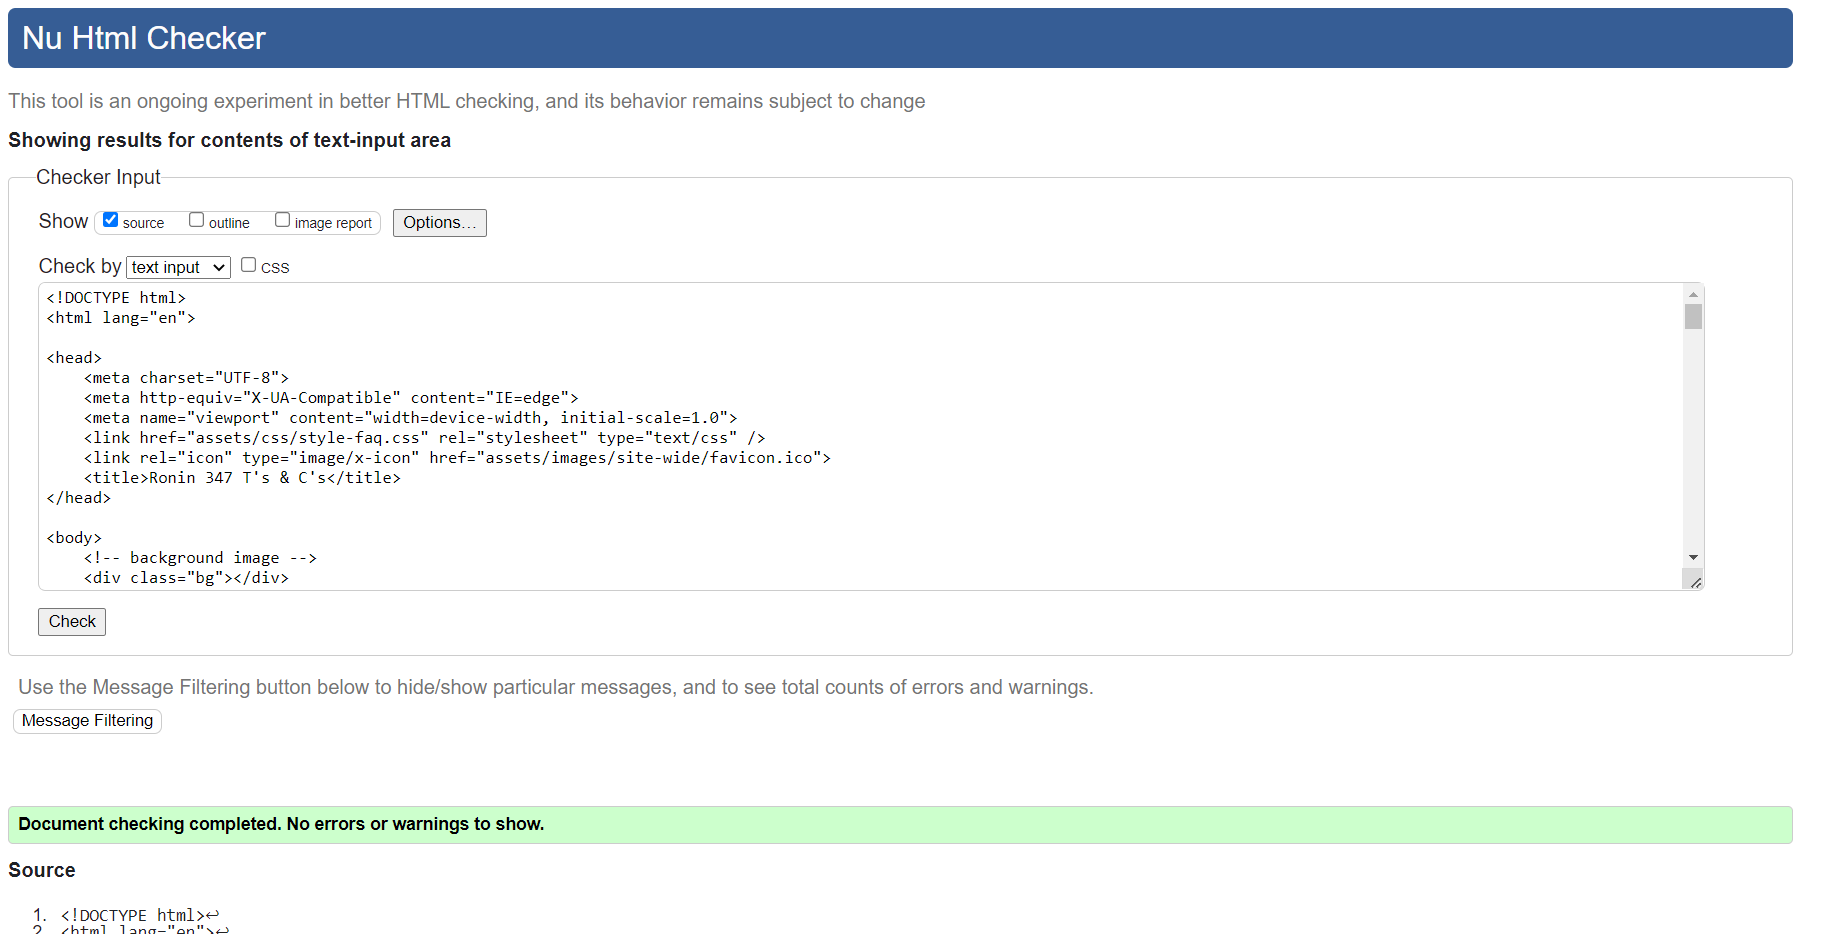 Nu Html Checker
This tool is an ongoing experiment in better HTML checking, and its behavior remains subject to change
Showing results for contents of text-input area
Checker Input
Show source outline image report Options...
Check by text input CSS
<!DOCTYPE html>
<html lang="en">
<head>
    <meta charset="UTF-8">
    <meta http-equiv="X-UA-Compatible" content="IE=edge">
    <meta name="viewport" content="width=device-width, initial-scale=1.0">
    <link href="assets/css/style-faq.css" rel="stylesheet" type="text/css" />
    <link rel="icon" type="image/x-icon" href="assets/images/site-wide/favicon.ico">
    <title>Ronin 347 T's & C's</title>
</head>
<body>
    <!-- background image -->
    <div class="bg"></div>
Check
Use the Message Filtering button below to hide/show particular messages, and to see total counts of errors and warnings.
Message Filtering
Document checking completed. No errors or warnings to show.
Source
1. <!DOCTYPE html>↩
2. <html lang="en">↩